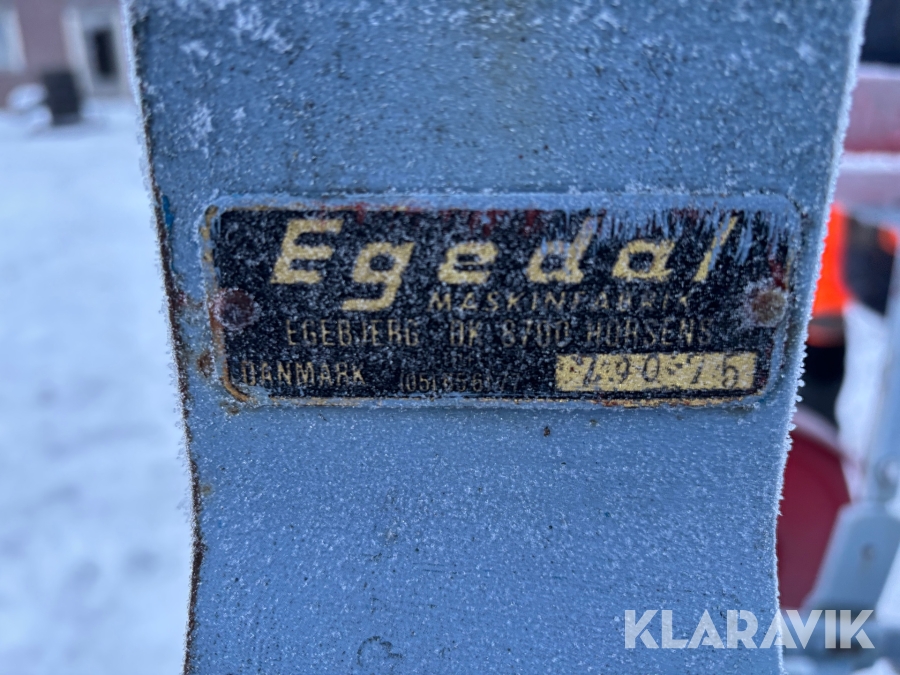 Egedal
MASKINFABRIK
EGEBJERG DK 8700 HORSENS
DANMARK
KLARAVIK